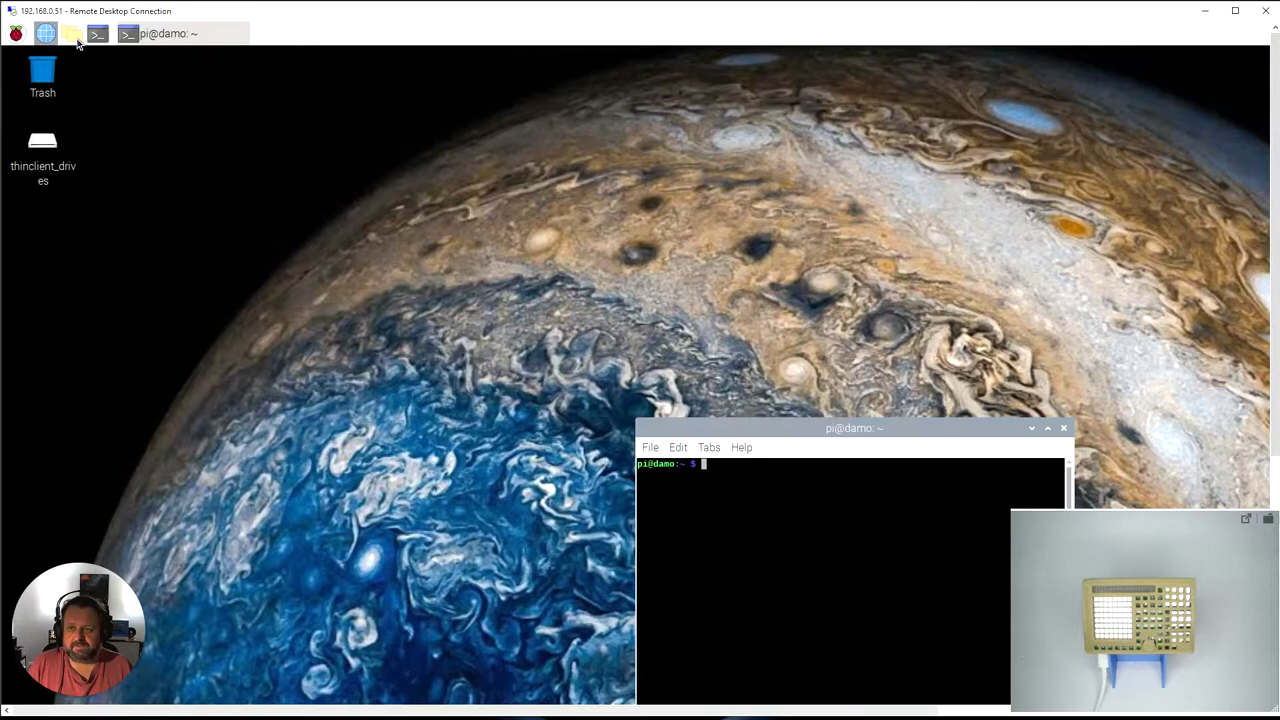 192.168.0.51 - Remote Desktop Connection
pi@damo: ~
Trash
thinclient_driv
es
pi@damo: ~
File Edit Tabs Help
pi@damo:~ $